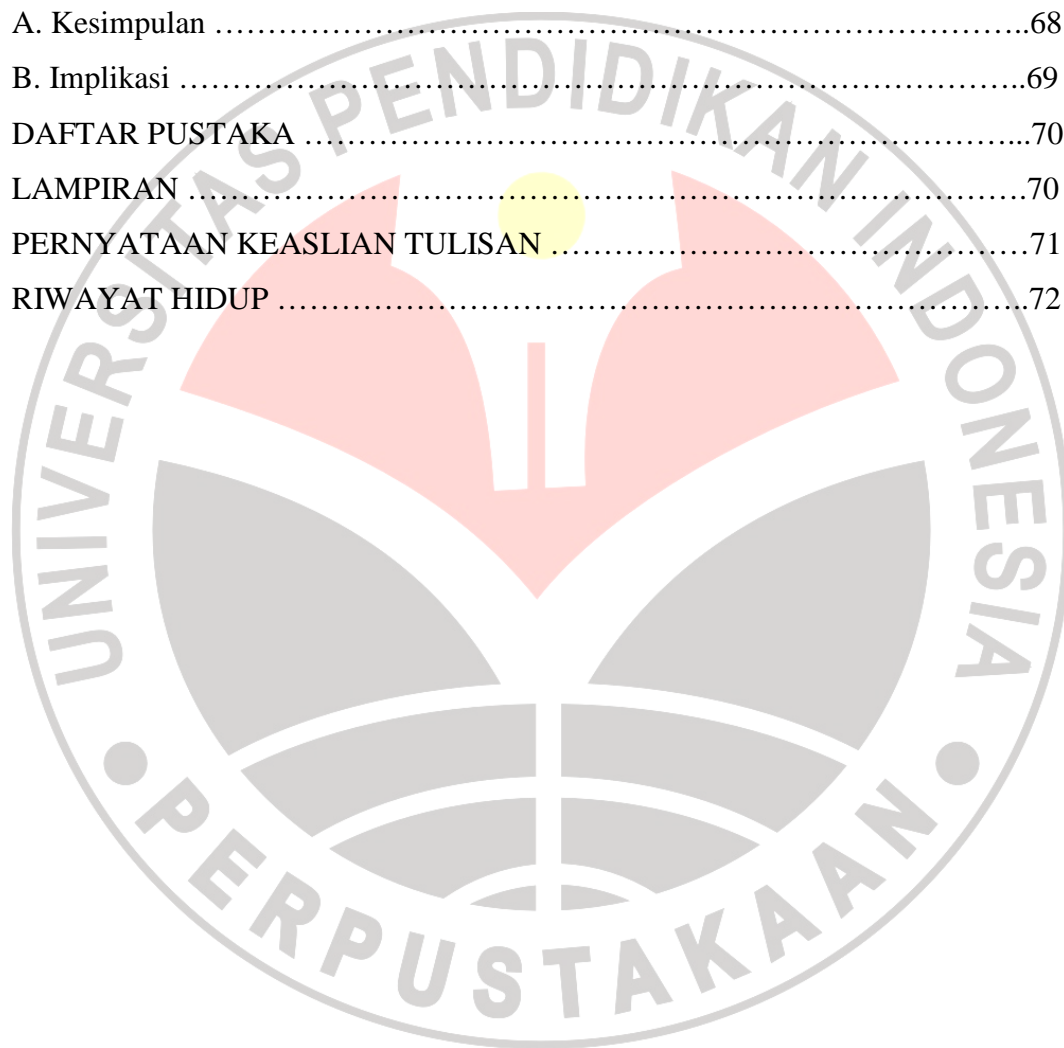 A. Kesimpulan ……………………………………………………………………..68
B. Implikasi ………………………………………………………………………..69
DAFTAR PUSTAKA …………………………………………………………...70
LAMPIRAN ……………………………………………………………………….70
PERNYATAAN KEASLIAN TULISAN ……………………………………….71
RIWAYAT HIDUP ……………………………………………………………….72
UNIVERSITAS PENDIDIKAN INDONESIA
PERPUSTAKAAN